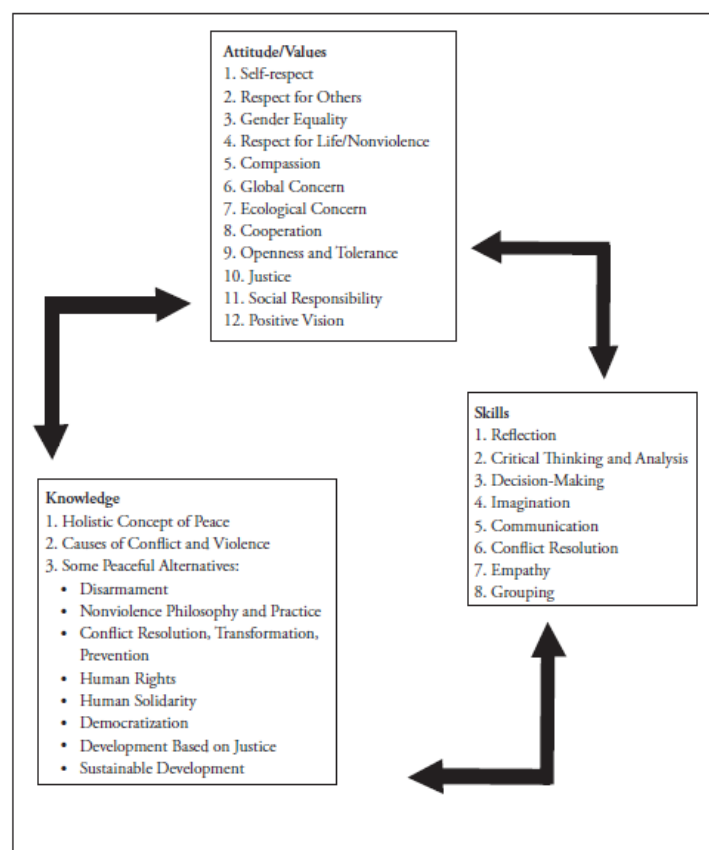 Attitude/Values
1. Self-respect
2. Respect for Others
3. Gender Equality
4. Respect for Life/Nonviolence
5. Compassion
6. Global Concern
7. Ecological Concern
8. Cooperation
9. Openness and Tolerance
10. Justice
11. Social Responsibility
12. Positive Vision
Skills
1. Reflection
2. Critical Thinking and Analysis
3. Decision-Making
4. Imagination
5. Communication
6. Conflict Resolution
7. Empathy
8. Grouping
Knowledge
1. Holistic Concept of Peace
2. Causes of Conflict and Violence
3. Some Peaceful Alternatives:
• Disarmament
• Nonviolence Philosophy and Practice
• Conflict Resolution, Transformation,
Prevention
• Human Rights
• Human Solidarity
• Democratization
• Development Based on Justice
• Sustainable Development